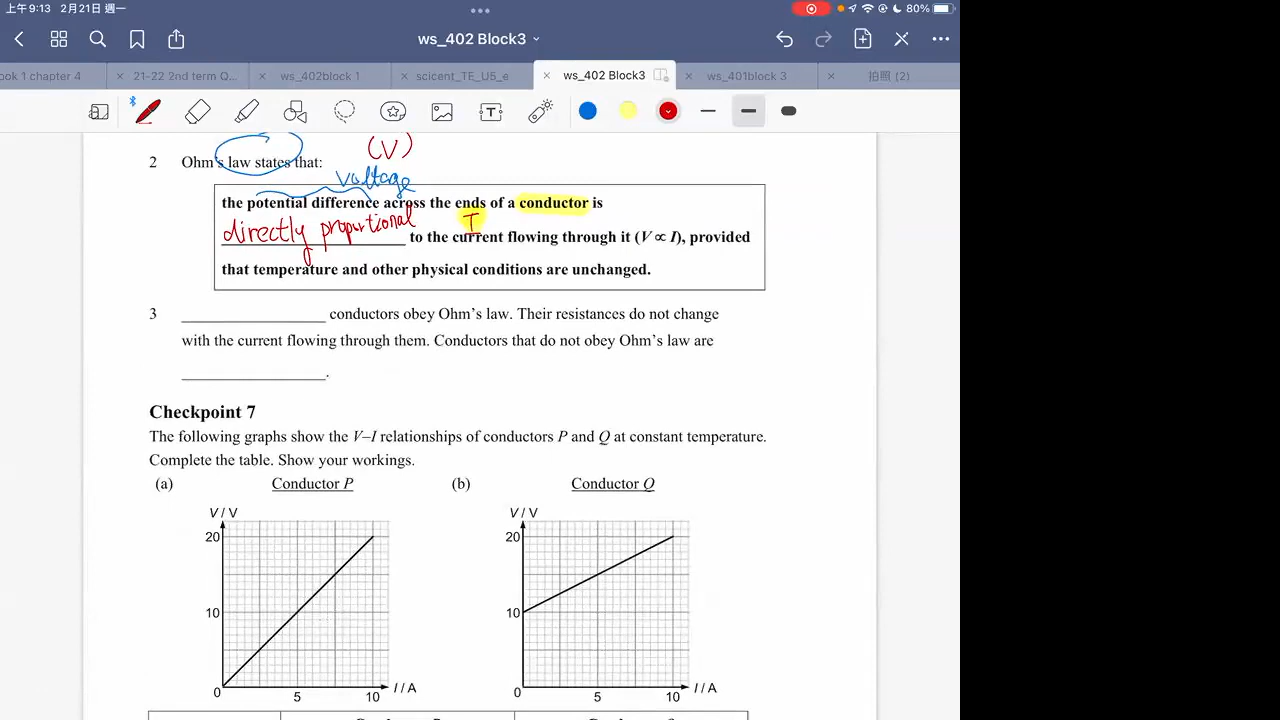 上午9:13 2月21日 週一
80%
ws_402 Block3
ook 1 chapter 4
21-22 2nd term Q...
ws_402block 1
scicent_TE_U5_e
ws_402 Block3
ws_401block 3
拍照 (2)
(V)
2 Ohm's law states that:
voltage
the potential difference across the ends of a conductor is
I
directly proportional to the current flowing through it (V ∝ I), provided
that temperature and other physical conditions are unchanged.
3 ____________ conductors obey Ohm's law. Their resistances do not change
with the current flowing through them. Conductors that do not obey Ohm's law are
____________.
Checkpoint 7
The following graphs show the V–I relationships of conductors P and Q at constant temperature.
Complete the table. Show your workings.
(a) Conductor P (b) Conductor Q
V / V V / V
20 20
10 10
0 5 10 I / A 0 5 10 I / A